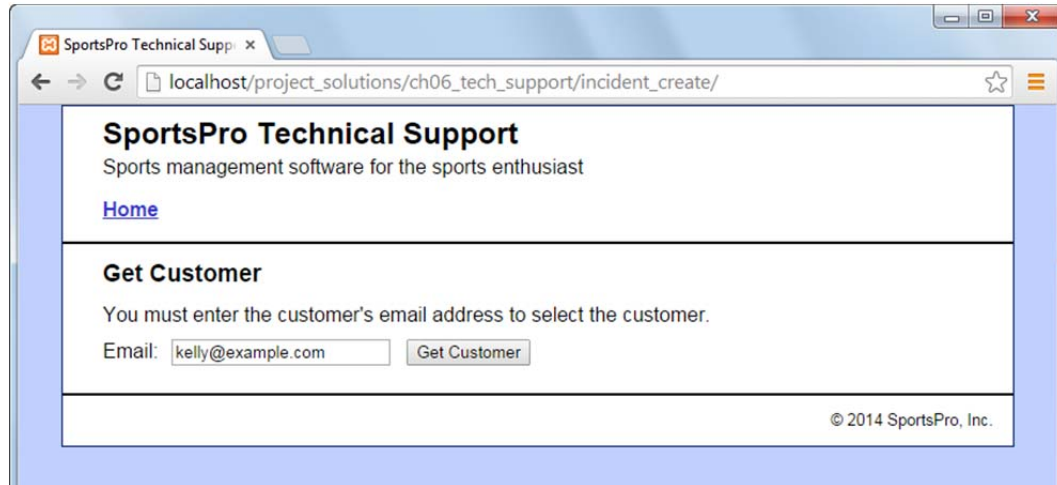 SportsPro Technical Supp
localhost/project_solutions/ch06_tech_support/incident_create/
SportsPro Technical Support
Sports management software for the sports enthusiast
Home
Get Customer
You must enter the customer's email address to select the customer.
Email: kelly@example.com Get Customer
© 2014 SportsPro, Inc.